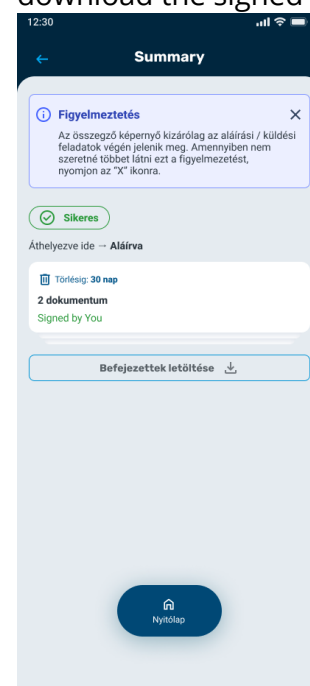 download the signed
12:30
Summary
Figyelmeztetés
Az összegző képernyő kizárólag az aláírási / küldési
feladatok végén jelenik meg. Amennyiben nem
szeretné többet látni ezt a figyelmezetést,
nyomjon az "X" ikonra.
Sikeres
Áthelyezve ide → Aláírva
Törlésig: 30 nap
2 dokumentum
Signed by You
Befejezettek letöltése
Nyitólap